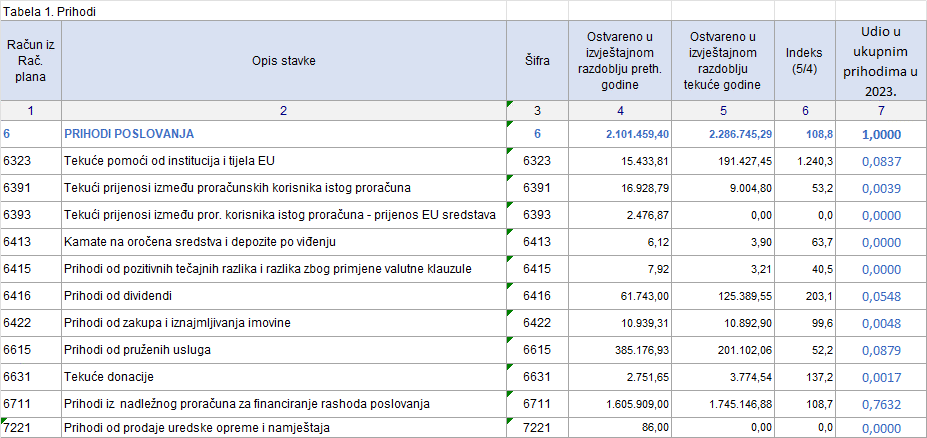 Tabela 1. Prihodi
Račun iz Rač. plana | Opis stavke | Šifra | Ostvareno u izvještajnom razdoblju preth. godine | Ostvareno u izvještajnom razdoblju tekuće godine | Indeks (5/4) | Udio u ukupnim prihodima u 2023.
1 | 2 | 3 | 4 | 5 | 6 | 7
6 | PRIHODI POSLOVANJA | 6 | 2.101.459,40 | 2.286.745,29 | 108,8 | 1,0000
6323 | Tekuće pomoći od institucija i tijela EU | 6323 | 15.433,81 | 191.427,45 | 1.240,3 | 0,0837
6391 | Tekući prijenosi između proračunskih korisnika istog proračuna | 6391 | 16.928,79 | 9.004,80 | 53,2 | 0,0039
6393 | Tekući prijenosi između pror. korisnika istog proračuna - prijenos EU sredstava | 6393 | 2.476,87 | 0,00 | 0,0 | 0,0000
6413 | Kamate na oročena sredstva i depozite po viđenju | 6413 | 6,12 | 3,90 | 63,7 | 0,0000
6415 | Prihodi od pozitivnih tečajnih razlika i razlika zbog primjene valutne klauzule | 6415 | 7,92 | 3,21 | 40,5 | 0,0000
6416 | Prihodi od dividendi | 6416 | 61.743,00 | 125.389,55 | 203,1 | 0,0548
6422 | Prihodi od zakupa i iznajmljivanja imovine | 6422 | 10.939,31 | 10.892,90 | 99,6 | 0,0048
6615 | Prihodi od pruženih usluga | 6615 | 385.176,93 | 201.102,06 | 52,2 | 0,0879
6631 | Tekuće donacije | 6631 | 2.751,65 | 3.774,54 | 137,2 | 0,0017
6711 | Prihodi iz  nadležnog proračuna za financiranje rashoda poslovanja | 6711 | 1.605.909,00 | 1.745.146,88 | 108,7 | 0,7632
7221 | Prihodi od prodaje uredske opreme i namještaja | 7221 | 86,00 | 0,00 | 0,0 | 0,0000